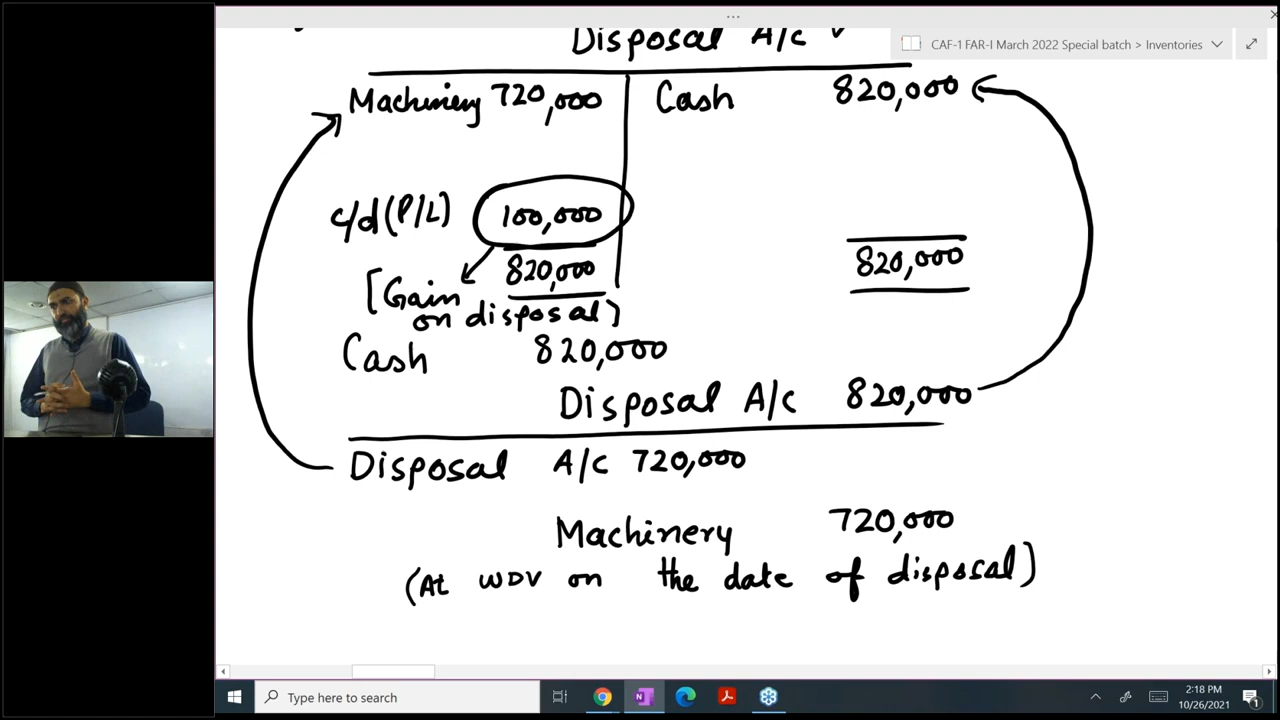 CAF-1 FAR-I March 2022 Special batch > Inventories
Disposal A/c
Machinery 720,000 Cash 820,000
c/d (P/L) 100,000
820,000 820,000
[Gain on disposal]
Cash 820,000
Disposal A/c 820,000
Disposal A/c 720,000
Machinery 720,000
(At WDV on the date of disposal)
Type here to search
2:18 PM
10/26/2021
1